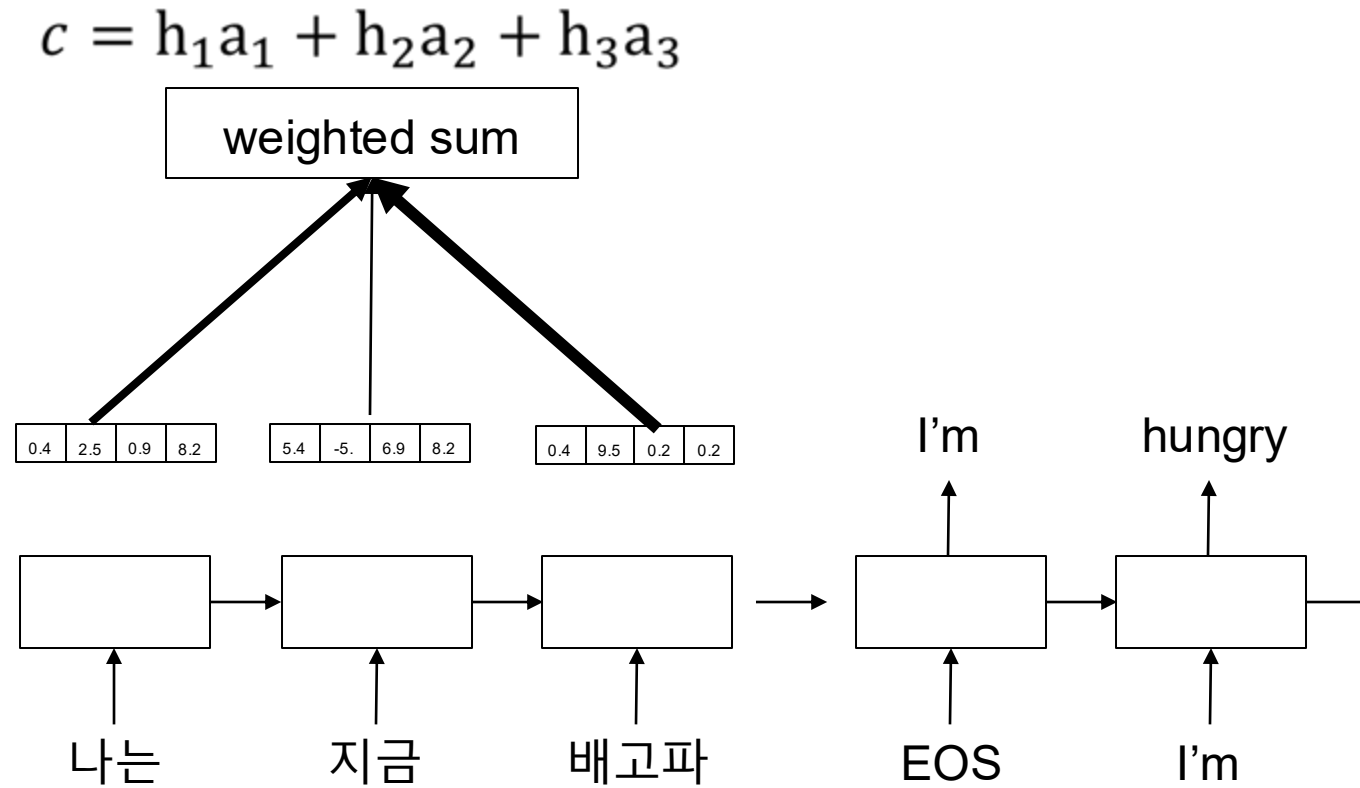 c = h₁a₁ + h₂a₂ + h₃a₃
weighted sum
0.4 2.5 0.9 8.2
5.4 -5. 6.9 8.2
0.4 9.5 0.2 0.2
I’m
hungry
나는
지금
배고파
EOS
I’m